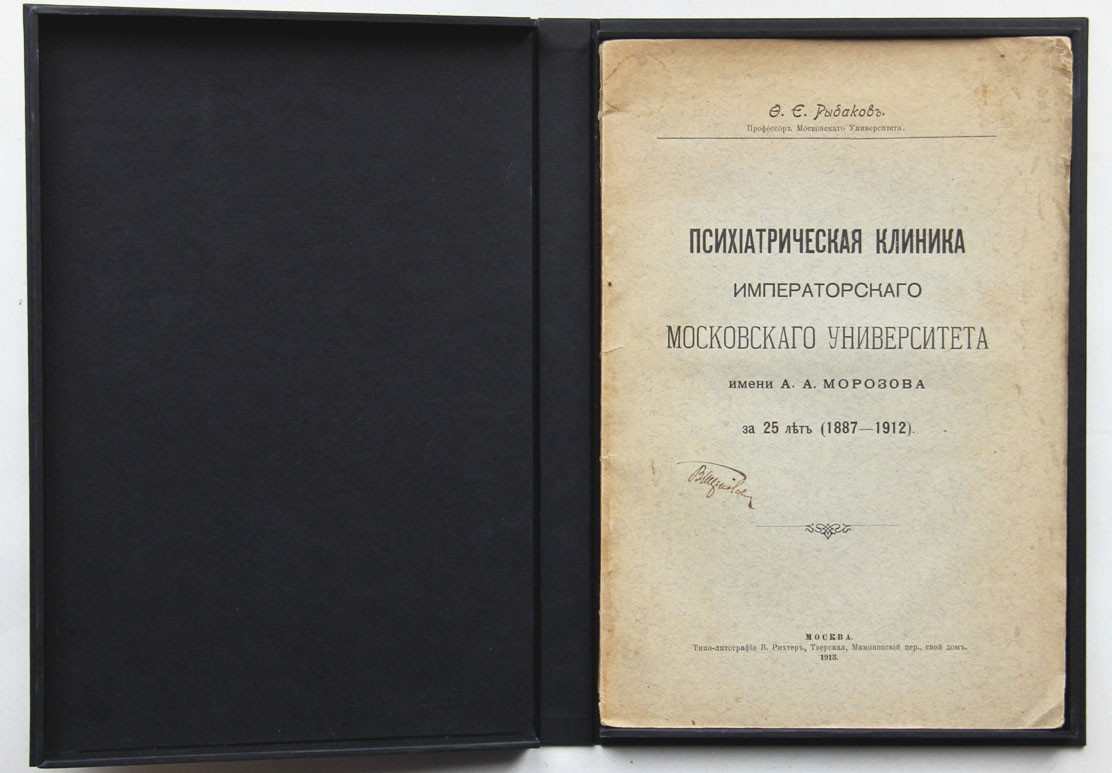 Ѳ. Є. Рыбаковъ.
Профессоръ Московскаго Университета.
ПСИХІАТРИЧЕСКАЯ КЛИНИКА
ИМПЕРАТОРСКАГО
МОСКОВСКАГО УНИВЕРСИТЕТА
имени А. А. МОРОЗОВА
за 25 лѣтъ (1887—1912).
МОСКВА.
Типо-литографія В. Рихтеръ, Тверская, Мамоновскій пер., свой домъ.
1913.